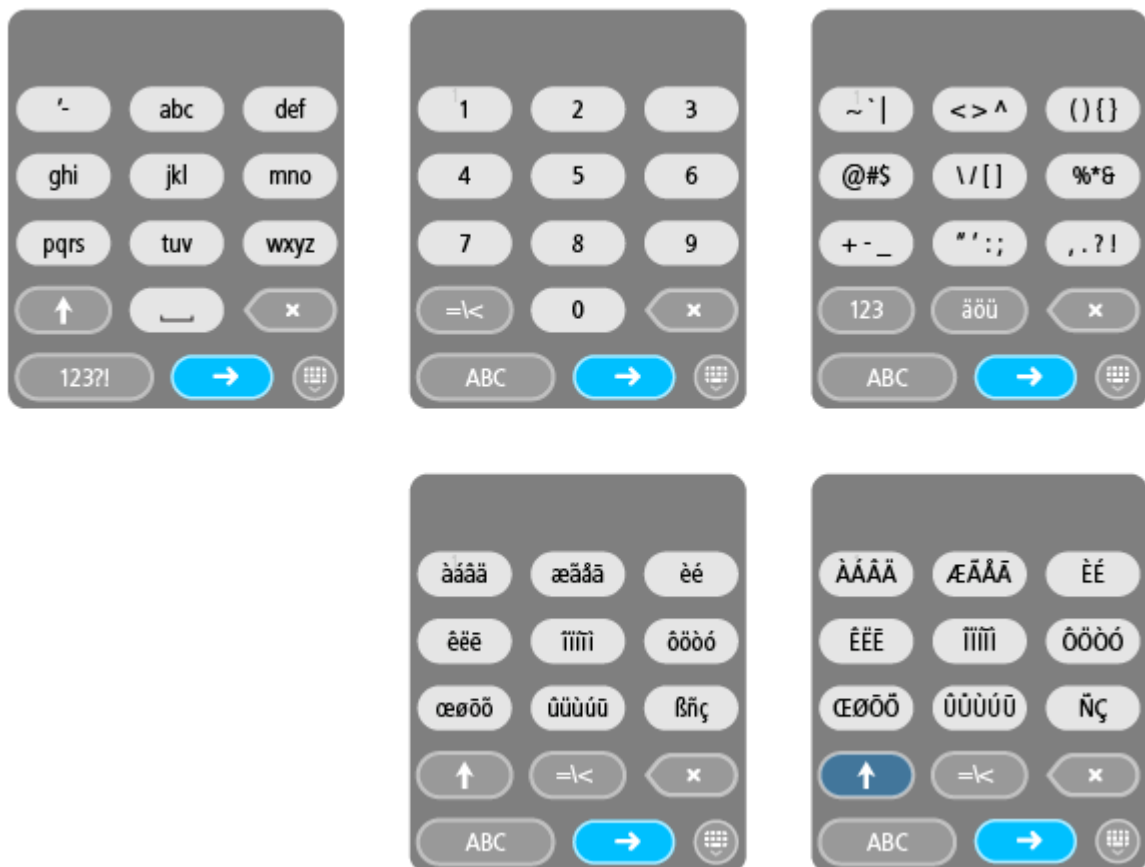 '- abc def
ghi jkl mno
pqrs tuv wxyz
123?!
1 2 3
4 5 6
7 8 9
=\< 0
ABC
~`| <>^ (){}
@#$ \/[] %*&
+-_ "':; ,.?!
123 äöü
ABC
àáâä æãåā èé
êëē îïĩì ôöòó
œøōõ ûüùúū ßñç
=\<
ABC
ÀÁÂÄ ÆÃÅĀ ÈÉ
ÊËĒ ÔÖÒÓ
ŒØŌÕ ÛÜÙÚŪ ÑÇ
=\<
ABC